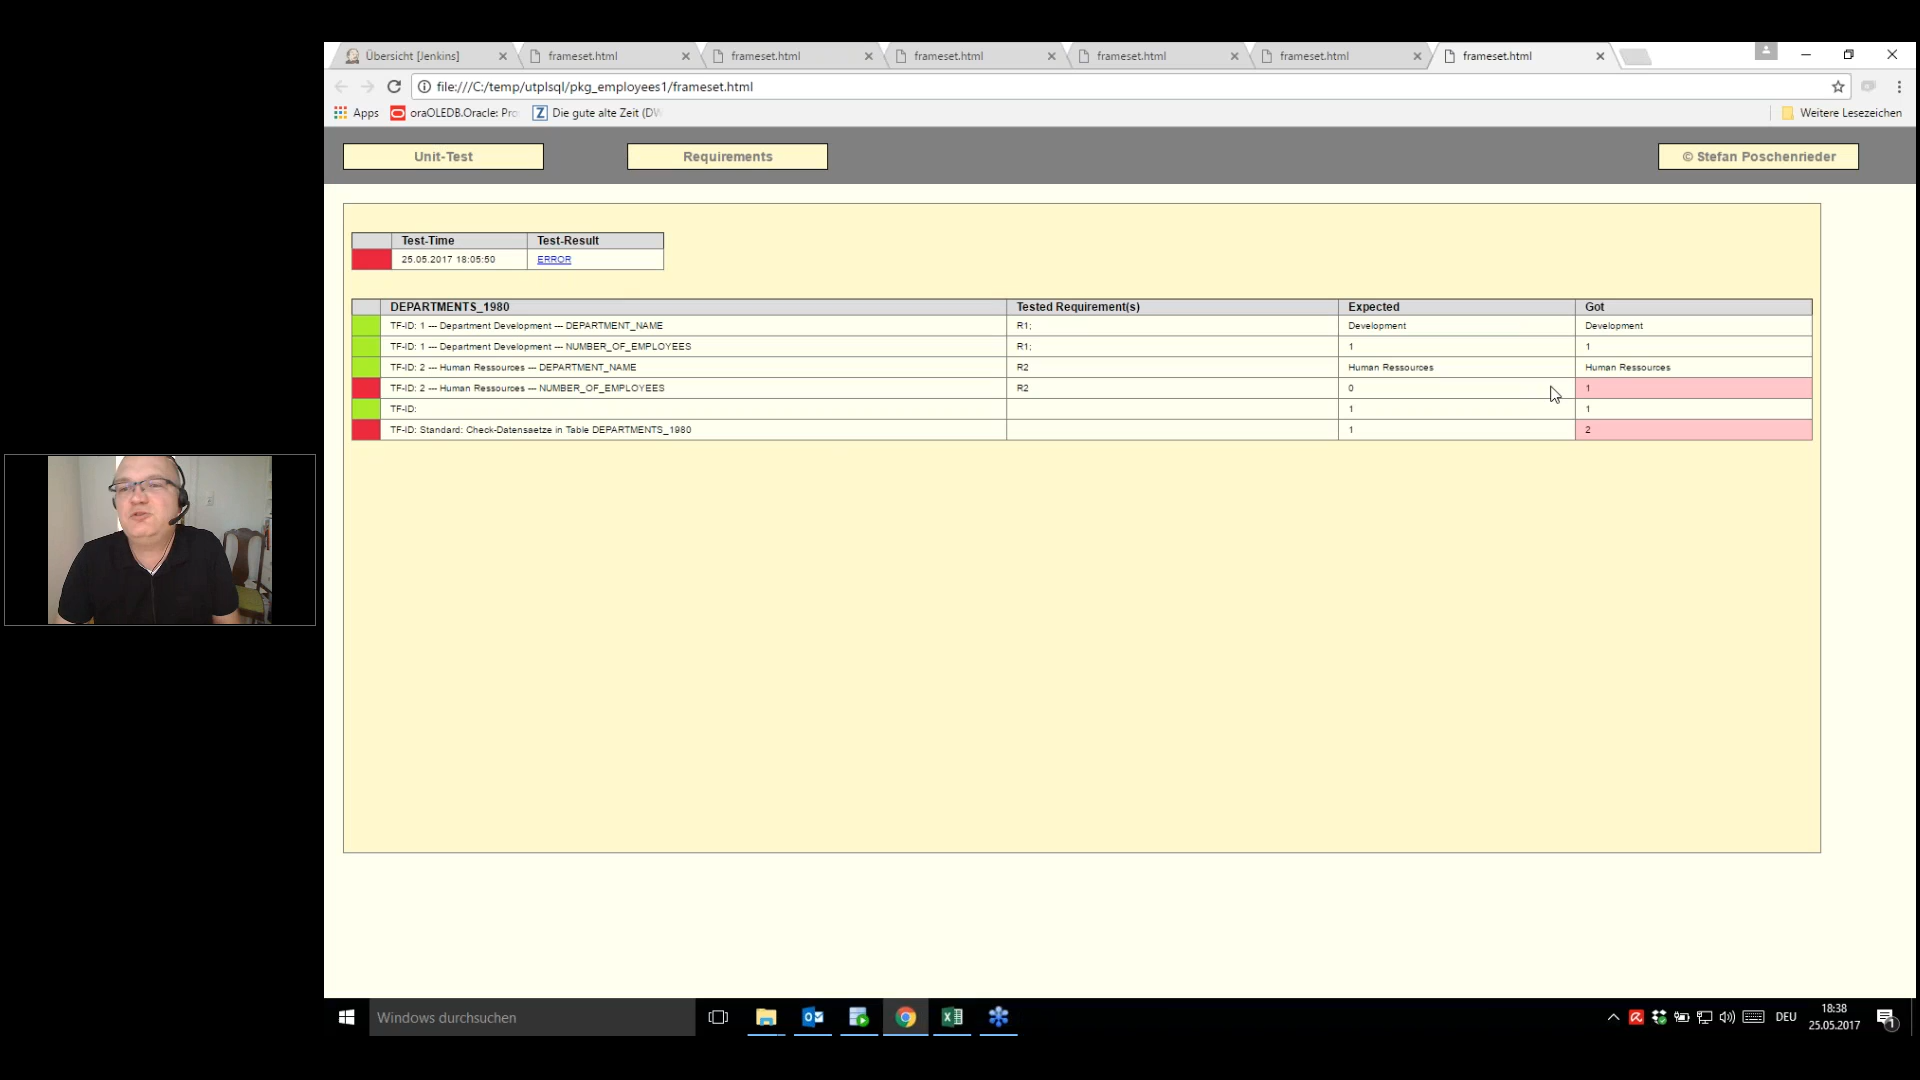 Übersicht [Jenkins] frameset.html frameset.html frameset.html frameset.html frameset.html frameset.html
file:///C:/temp/utplsql/pkg_employees1/frameset.html
Apps oraOLEDB.Oracle: Pro Die gute alte Zeit (DW Weitere Lesezeichen
Unit-Test Requirements © Stefan Poschenrieder
Test-Time Test-Result
25.05.2017 18:05:50 ERROR
DEPARTMENTS_1980 Tested Requirement(s) Expected Got
TF-ID: 1 --- Department Development --- DEPARTMENT_NAME R1; Development Development
TF-ID: 1 --- Department Development --- NUMBER_OF_EMPLOYEES R1; 1 1
TF-ID: 2 --- Human Ressources --- DEPARTMENT_NAME R2 Human Ressources Human Ressources
TF-ID: 2 --- Human Ressources --- NUMBER_OF_EMPLOYEES R2 0 1
TF-ID: 1 1
TF-ID: Standard: Check-Datensaetze in Table DEPARTMENTS_1980 1 2
Windows durchsuchen DEU 18:38
25.05.2017